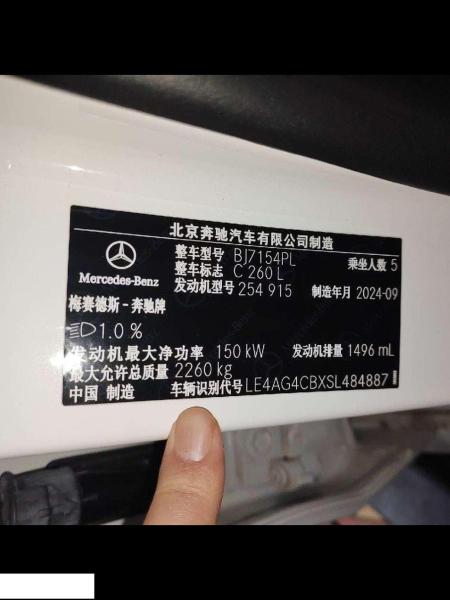 北京奔驰汽车有限公司制造
整车型号 BJ7154PL 乘坐人数 5
整车标志 C 260 L
Mercedes-Benz
发动机型号 254 915 制造年月 2024-09
梅赛德斯-奔驰牌
1.0 %
发动机最大净功率 150 kW 发动机排量 1496 mL
最大允许总质量 2260 kg
中国 制造 车辆识别代号 LE4AG4CBXSL484887